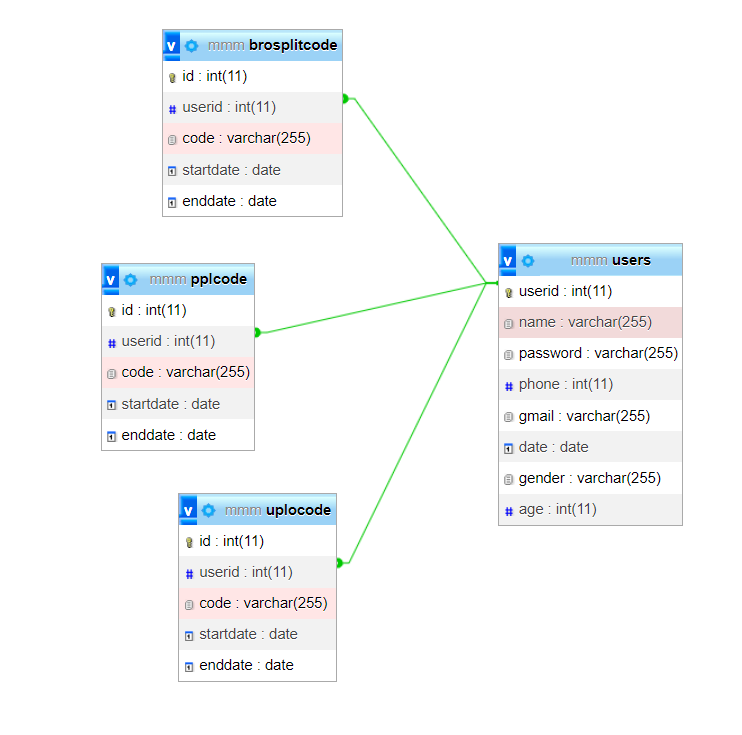 v mmm brosplitcode
id : int(11)
# userid : int(11)
code : varchar(255)
startdate : date
enddate : date
v mmm pplcode
id : int(11)
# userid : int(11)
code : varchar(255)
startdate : date
enddate : date
v mmm uplocode
id : int(11)
# userid : int(11)
code : varchar(255)
startdate : date
enddate : date
v mmm users
userid : int(11)
name : varchar(255)
password : varchar(255)
# phone : int(11)
gmail : varchar(255)
date : date
gender : varchar(255)
# age : int(11)